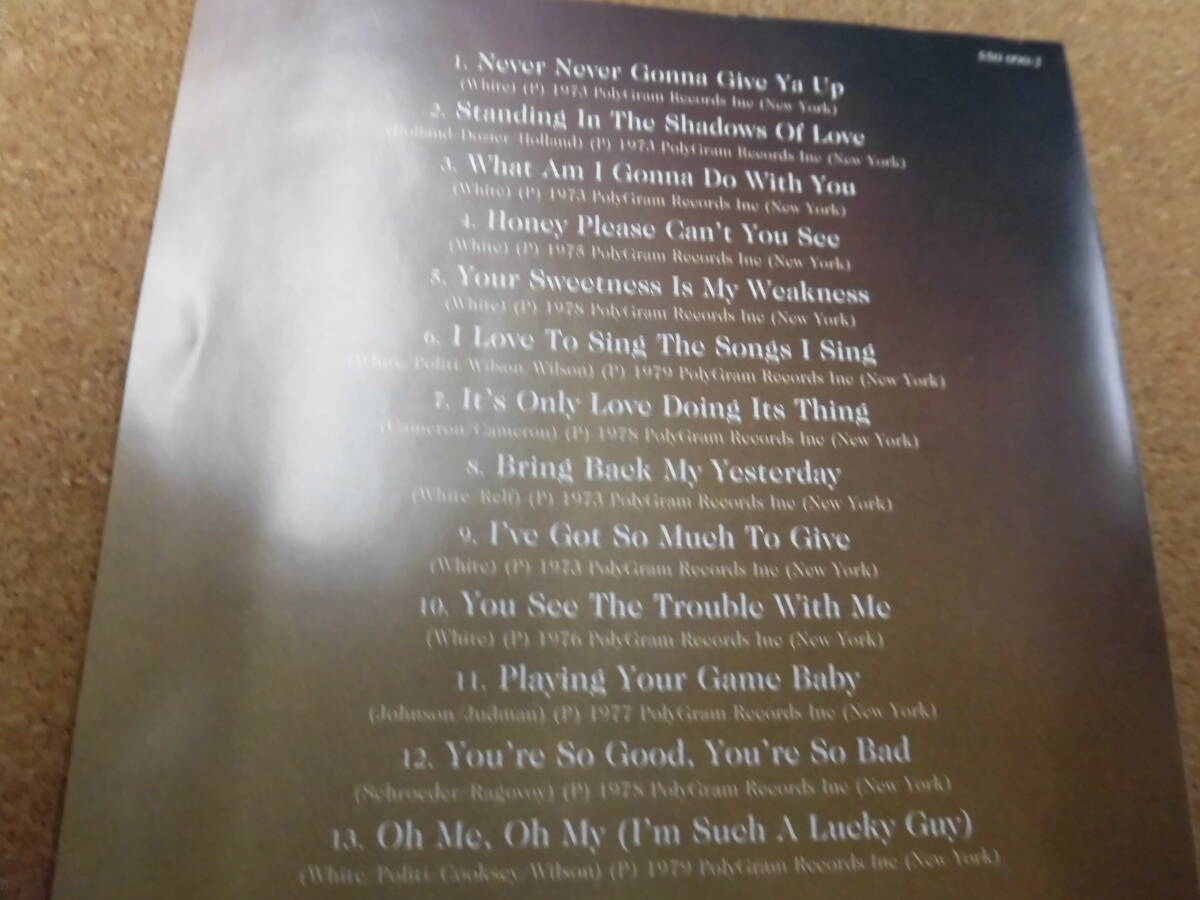 550 090-2
1. Never Never Gonna Give Ya Up
(White) (P) 1973 PolyGram Records Inc (New York)
2. Standing In The Shadows Of Love
(Holland/Dozier/Holland) (P) 1973 PolyGram Records Inc (New York)
3. What Am I Gonna Do With You
(White) (P) 1973 PolyGram Records Inc (New York)
4. Honey Please Can't You See
(White) (P) 1975 PolyGram Records Inc (New York)
5. Your Sweetness Is My Weakness
(White) (P) 1978 PolyGram Records Inc (New York)
6. I Love To Sing The Songs I Sing
(White/Politi/Wilson/Wilson) (P) 1979 PolyGram Records Inc (New York)
7. It's Only Love Doing Its Thing
(Cameron/Cameron) (P) 1978 PolyGram Records Inc (New York)
8. Bring Back My Yesterday
(White/Relf) (P) 1973 PolyGram Records Inc (New York)
9. I've Got So Much To Give
(White) (P) 1973 PolyGram Records Inc (New York)
10. You See The Trouble With Me
(White) (P) 1976 PolyGram Records Inc (New York)
11. Playing Your Game Baby
(Johnson/Judman) (P) 1977 PolyGram Records Inc (New York)
12. You're So Good, You're So Bad
(Schroeder/Ragovoy) (P) 1978 PolyGram Records Inc (New York)
13. Oh Me, Oh My (I'm Such A Lucky Guy)
(White/Politi/Cooksey/Wilson) (P) 1979 PolyGram Records Inc (New York)